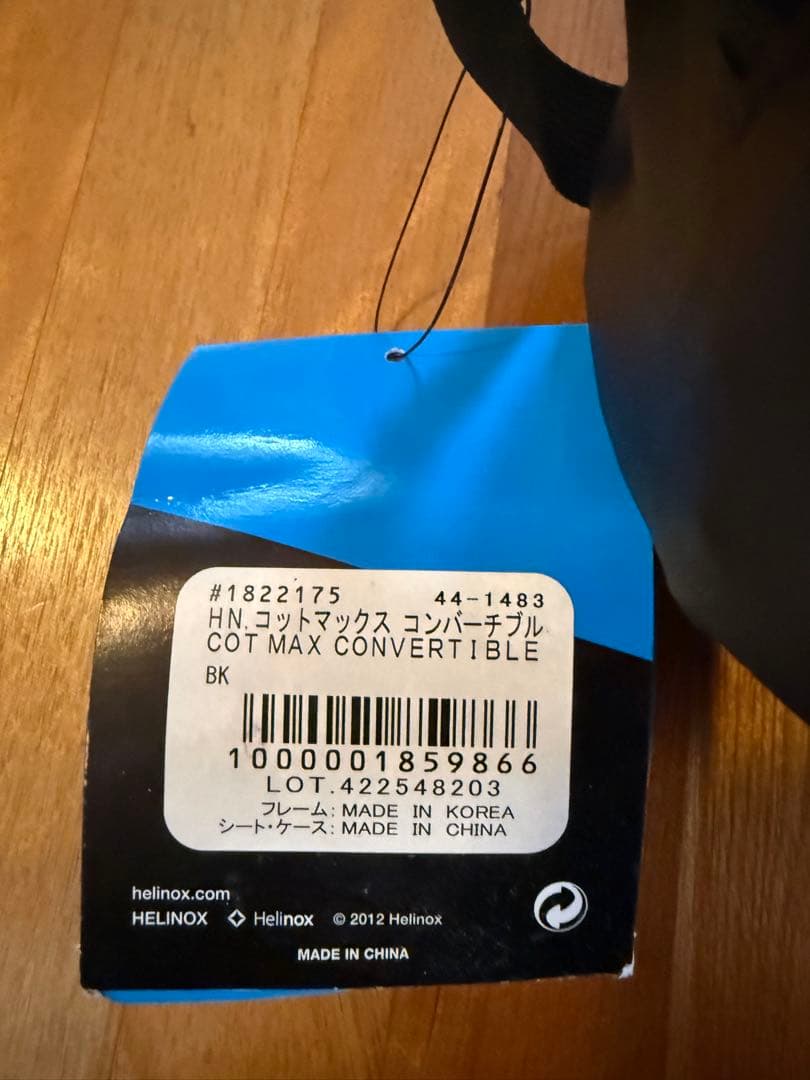 #1822175 44-1483
HN.コットマックス コンバーチブル
COT MAX CONVERTIBLE
BK
1000001859866
LOT.422548203
フレーム: MADE IN KOREA
シート・ケース: MADE IN CHINA
helinox.com
HELINOX Helinox © 2012 Helinox
MADE IN CHINA